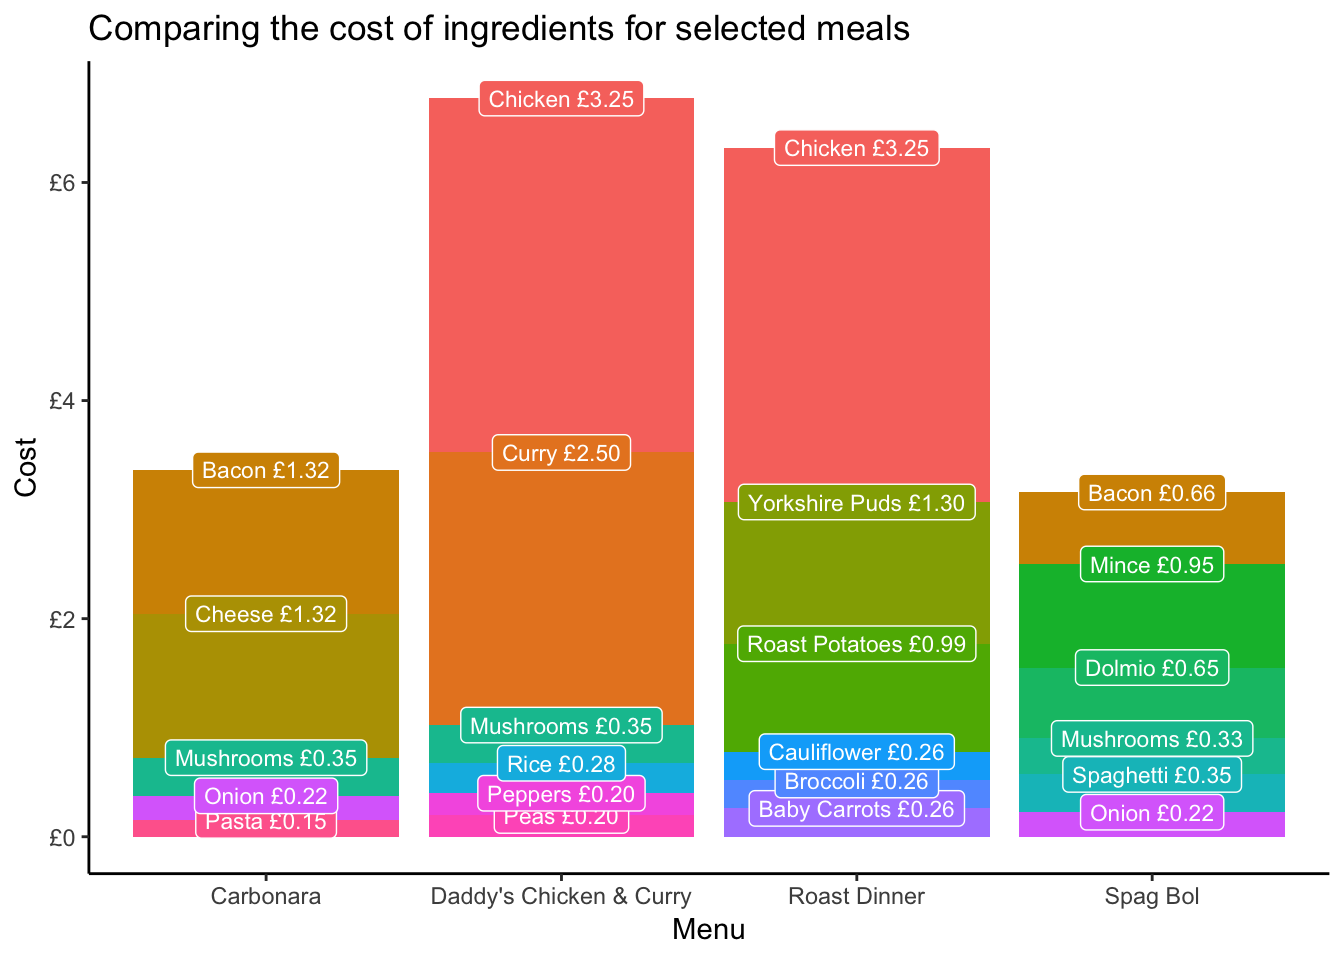 Comparing the cost of ingredients for selected meals
Cost
£6
£4
£2
£0
Bacon £1.32
Cheese £1.32
Mushrooms £0.35
Onion £0.22
Pasta £0.15
Chicken £3.25
Curry £2.50
Mushrooms £0.35
Rice £0.28
Peppers £0.20
Peas £0.20
Chicken £3.25
Yorkshire Puds £1.30
Roast Potatoes £0.99
Cauliflower £0.26
Broccoli £0.26
Baby Carrots £0.26
Bacon £0.66
Mince £0.95
Dolmio £0.65
Mushrooms £0.33
Spaghetti £0.35
Onion £0.22
Carbonara
Daddy's Chicken & Curry
Roast Dinner
Spag Bol
Menu